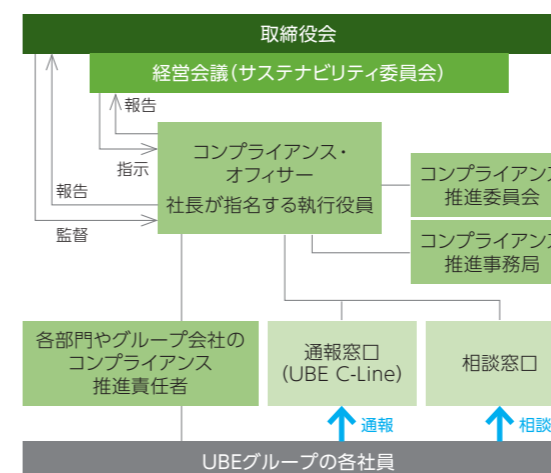 取締役会
経営会議（サステナビリティ委員会）
報告
指示
報告
監督
コンプライアンス・
オフィサー
社長が指名する執行役員
コンプライアンス
推進委員会
コンプライアンス
推進事務局
各部門やグループ会社の
コンプライアンス
推進責任者
通報窓口
(UBE C-Line)
相談窓口
通報
相談
UBEグループの各社員